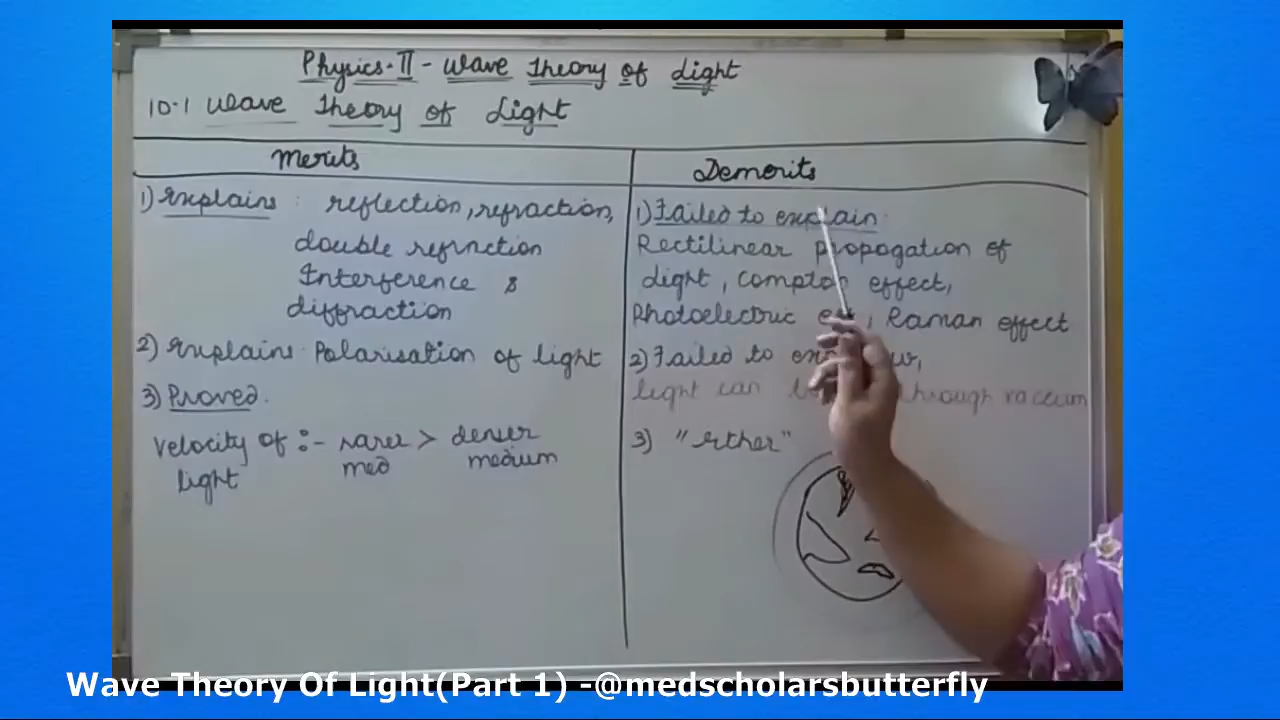 Physics-II - Wave Theory of Light
10.1 Wave Theory of Light
Merits
1) Explains : reflection, refraction,
double refrnction
Interference &
diffraction
2) Explains Polarisation of light
3) Proved.
Velocity of :- rarer > denser
light med medium
Demorits
1) Failed to explain:
Rectilinear propogation of
light, compton effect,
Photoelectric Raman effect
2) Failed to
light can through vaccum
3) "Ether"
Wave Theory Of Light(Part 1) -@medscholarsbutterfly